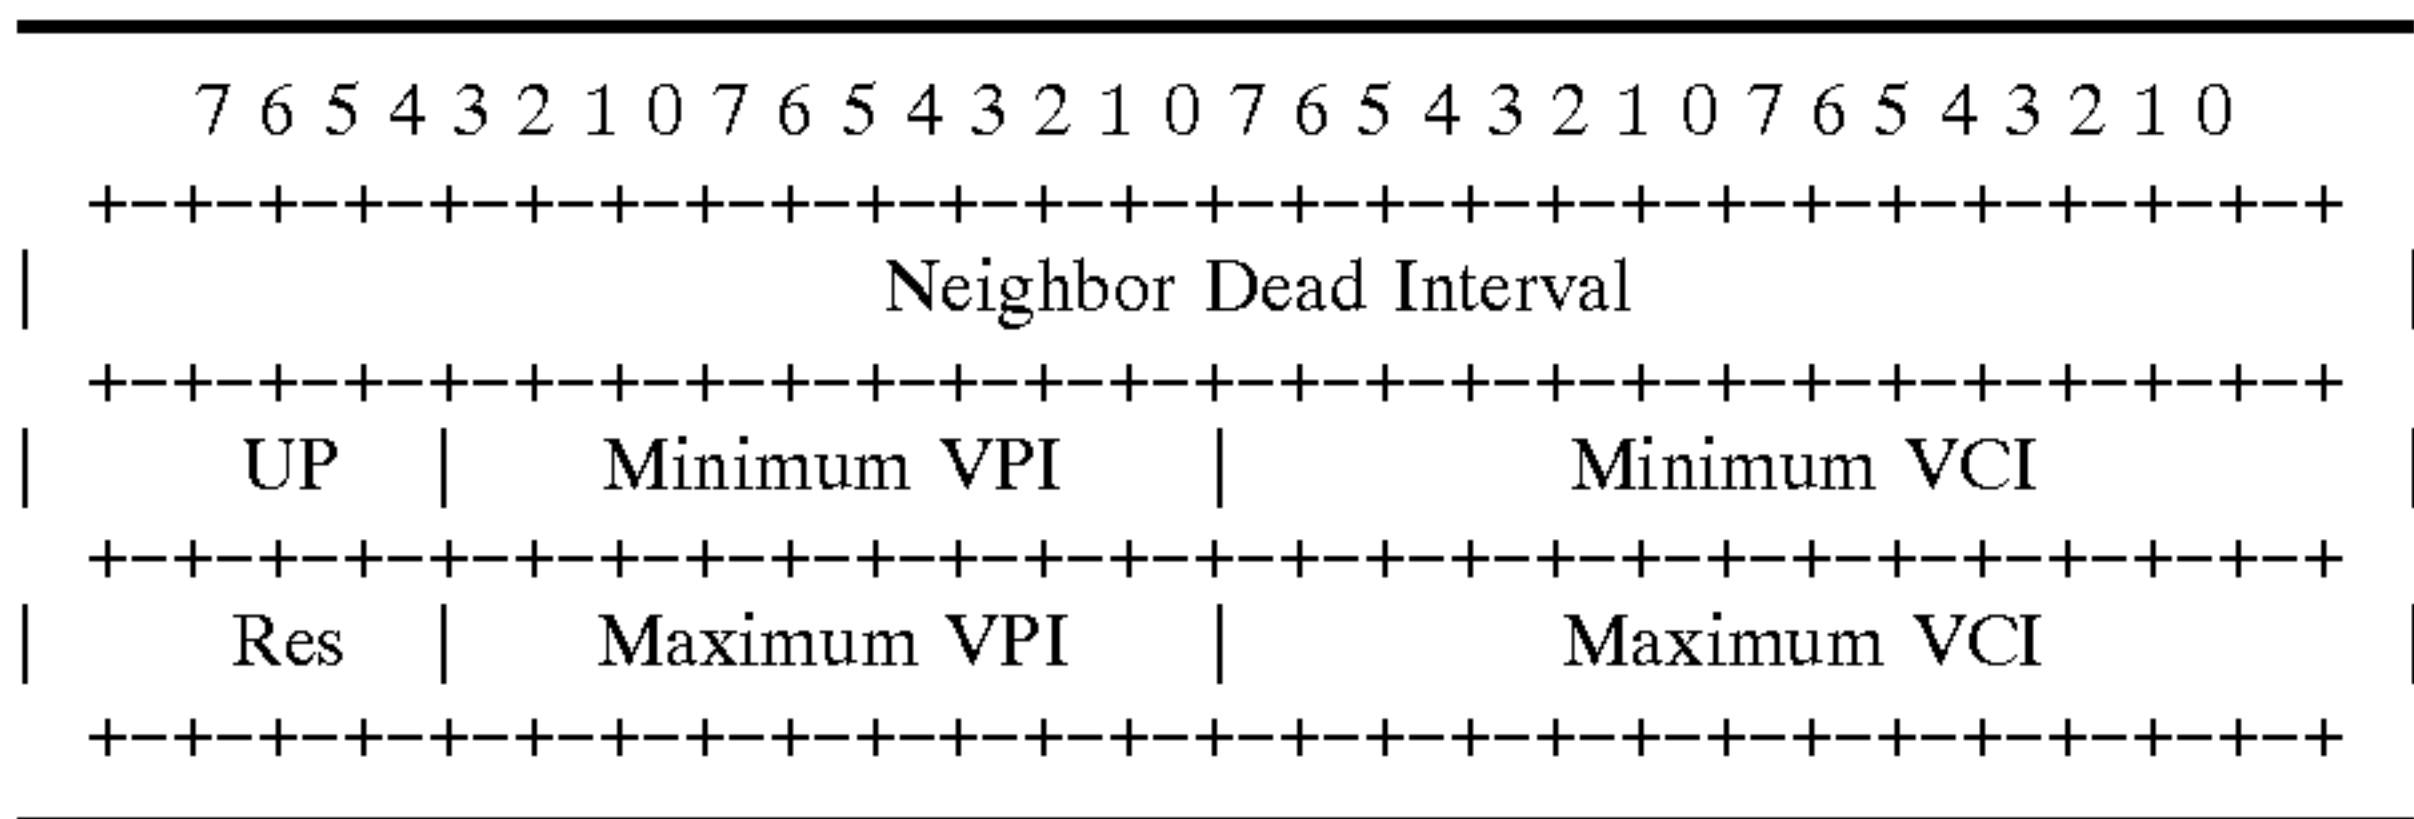 7 6 5 4 3 2 1 0 7 6 5 4 3 2 1 0 7 6 5 4 3 2 1 0 7 6 5 4 3 2 1 0
+-+-+-+-+-+-+-+-+-+-+-+-+-+-+-+-+-+-+-+-+-+-+-+-+-+-+
| Neighbor Dead Interval |
+-+-+-+-+-+-+-+-+-+-+-+-+-+-+-+-+-+-+-+-+-+-+-+-+-+-+
| UP | Minimum VPI | Minimum VCI |
+-+-+-+-+-+-+-+-+-+-+-+-+-+-+-+-+-+-+-+-+-+-+-+-+-+-+
| Res | Maximum VPI | Maximum VCI |
+-+-+-+-+-+-+-+-+-+-+-+-+-+-+-+-+-+-+-+-+-+-+-+-+-+-+